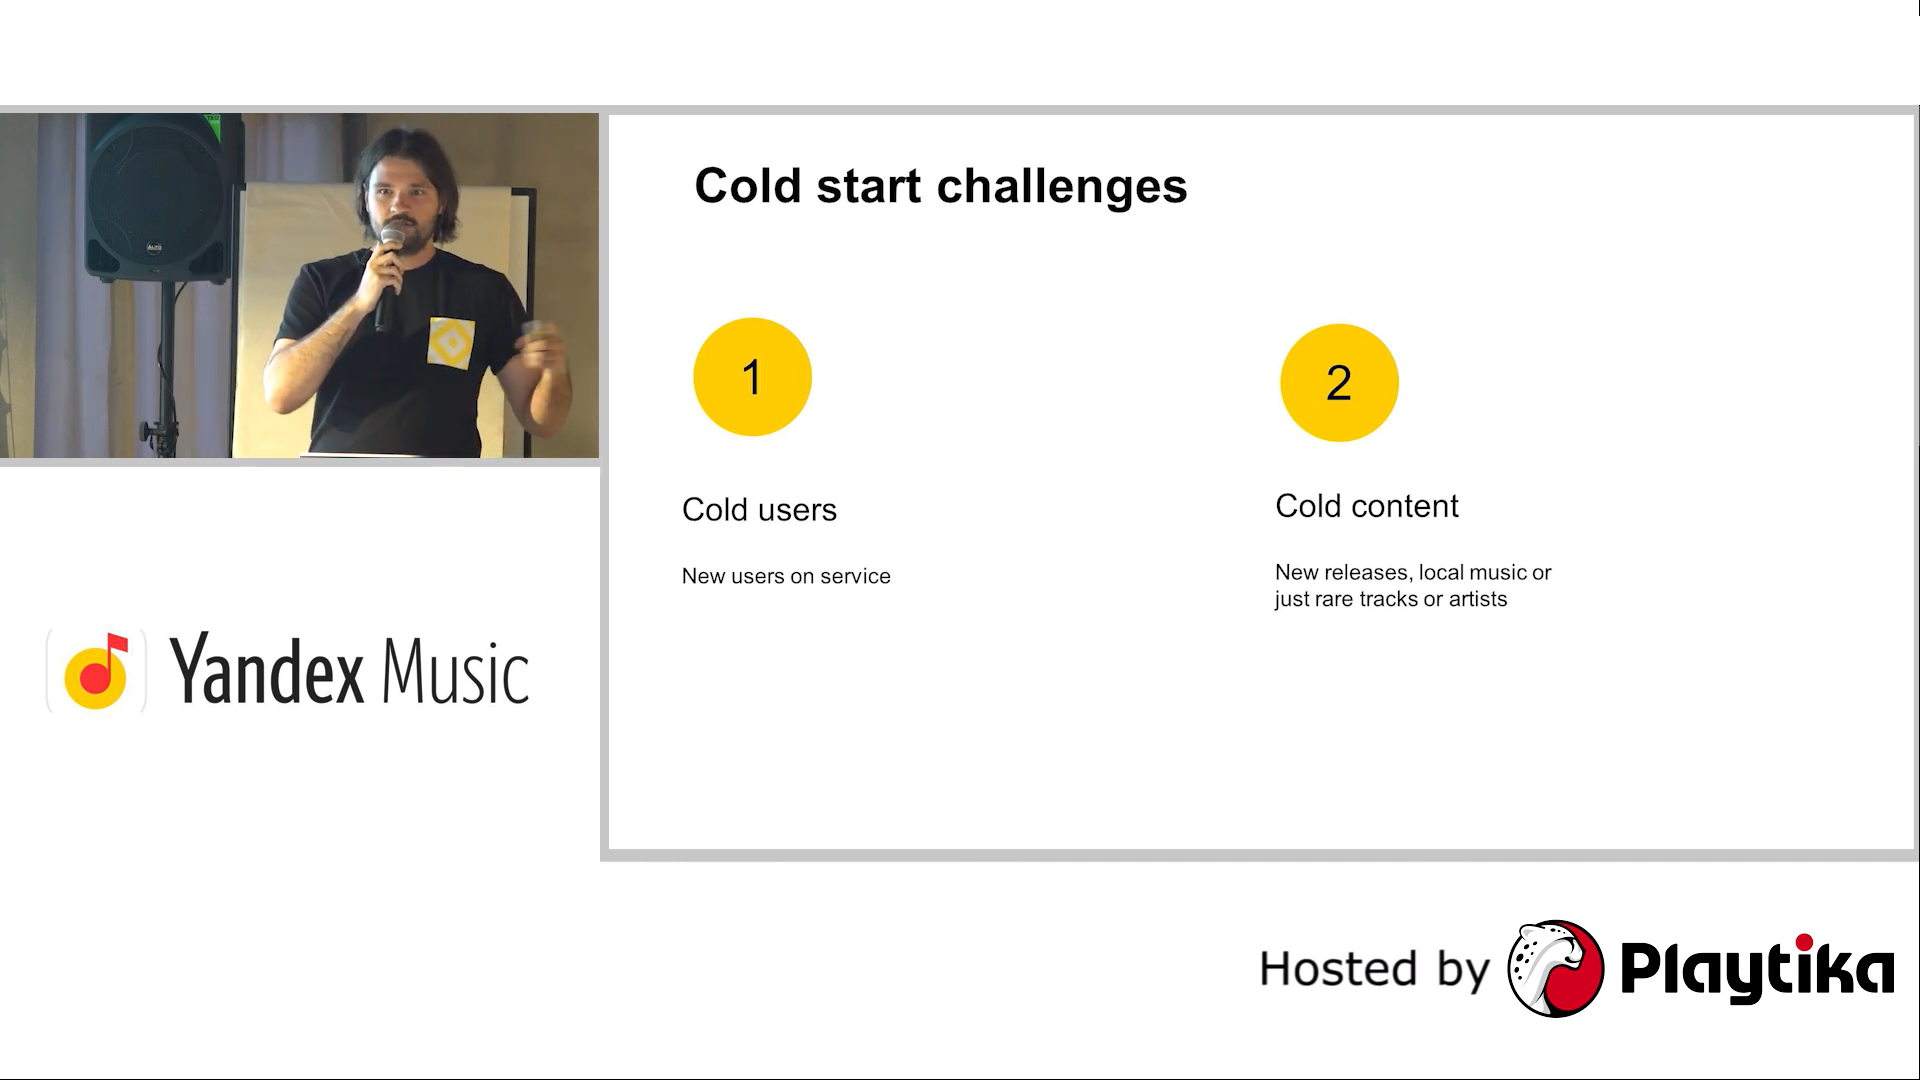 Cold start challenges
1
2
Cold users
Cold content
New users on service
New releases, local music or
just rare tracks or artists
Yandex Music
Hosted by Playtika
ALTO